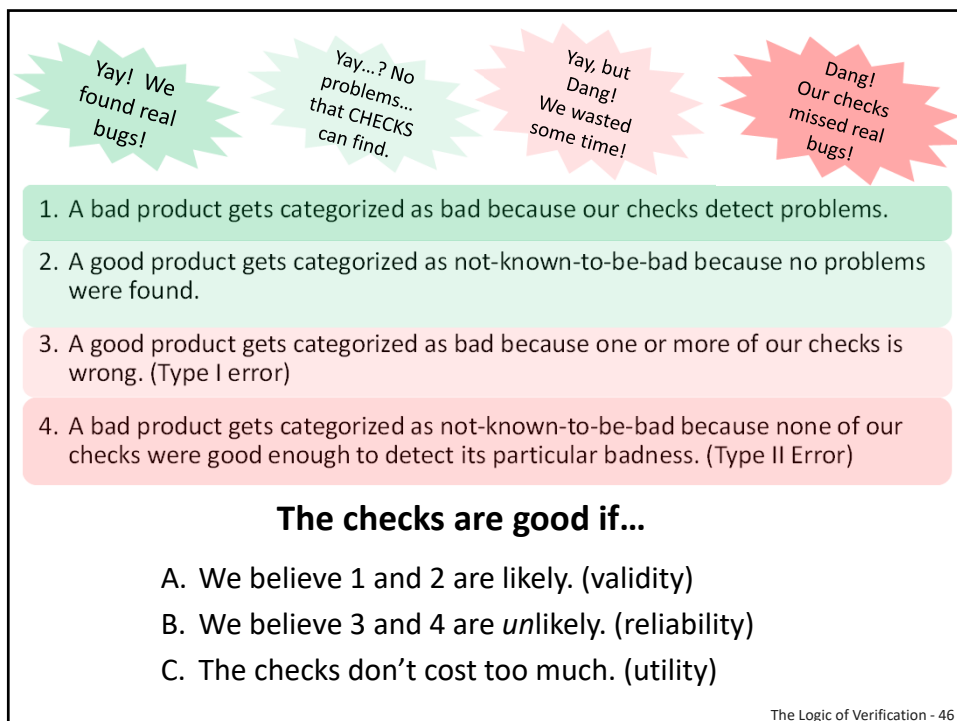 Yay! We
found real
bugs!
Yay...? No
problems...
that CHECKS
can find.
Yay, but
Dang!
We wasted
some time!
Dang!
Our checks
missed real
bugs!
1. A bad product gets categorized as bad because our checks detect problems.
2. A good product gets categorized as not-known-to-be-bad because no problems
were found.
3. A good product gets categorized as bad because one or more of our checks is
wrong. (Type I error)
4. A bad product gets categorized as not-known-to-be-bad because none of our
checks were good enough to detect its particular badness. (Type II Error)
The checks are good if…
A. We believe 1 and 2 are likely. (validity)
B. We believe 3 and 4 are unlikely. (reliability)
C. The checks don’t cost too much. (utility)
The Logic of Verification - 46